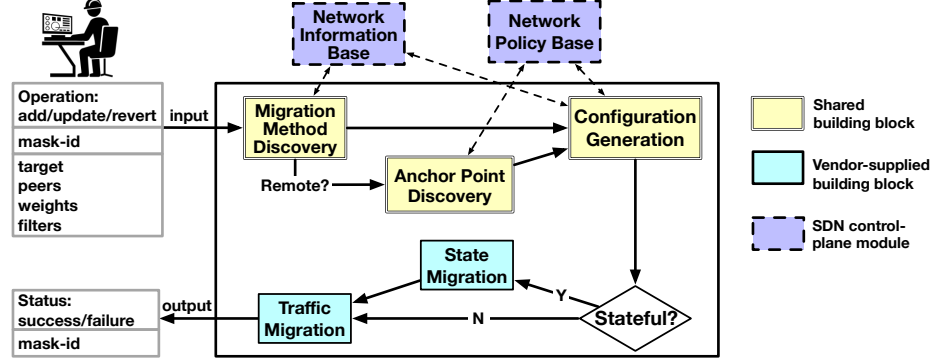 Network
Information
Base
Network
Policy Base
Operation:
add/update/revert
mask-id
target
peers
weights
filters
input
Migration
Method
Discovery
Remote?
Anchor Point
Discovery
Configuration
Generation
Shared
building block
Vendor-supplied
building block
SDN control-
plane module
State
Migration
Traffic
Migration
Y
N
Stateful?
output
Status:
success/failure
mask-id